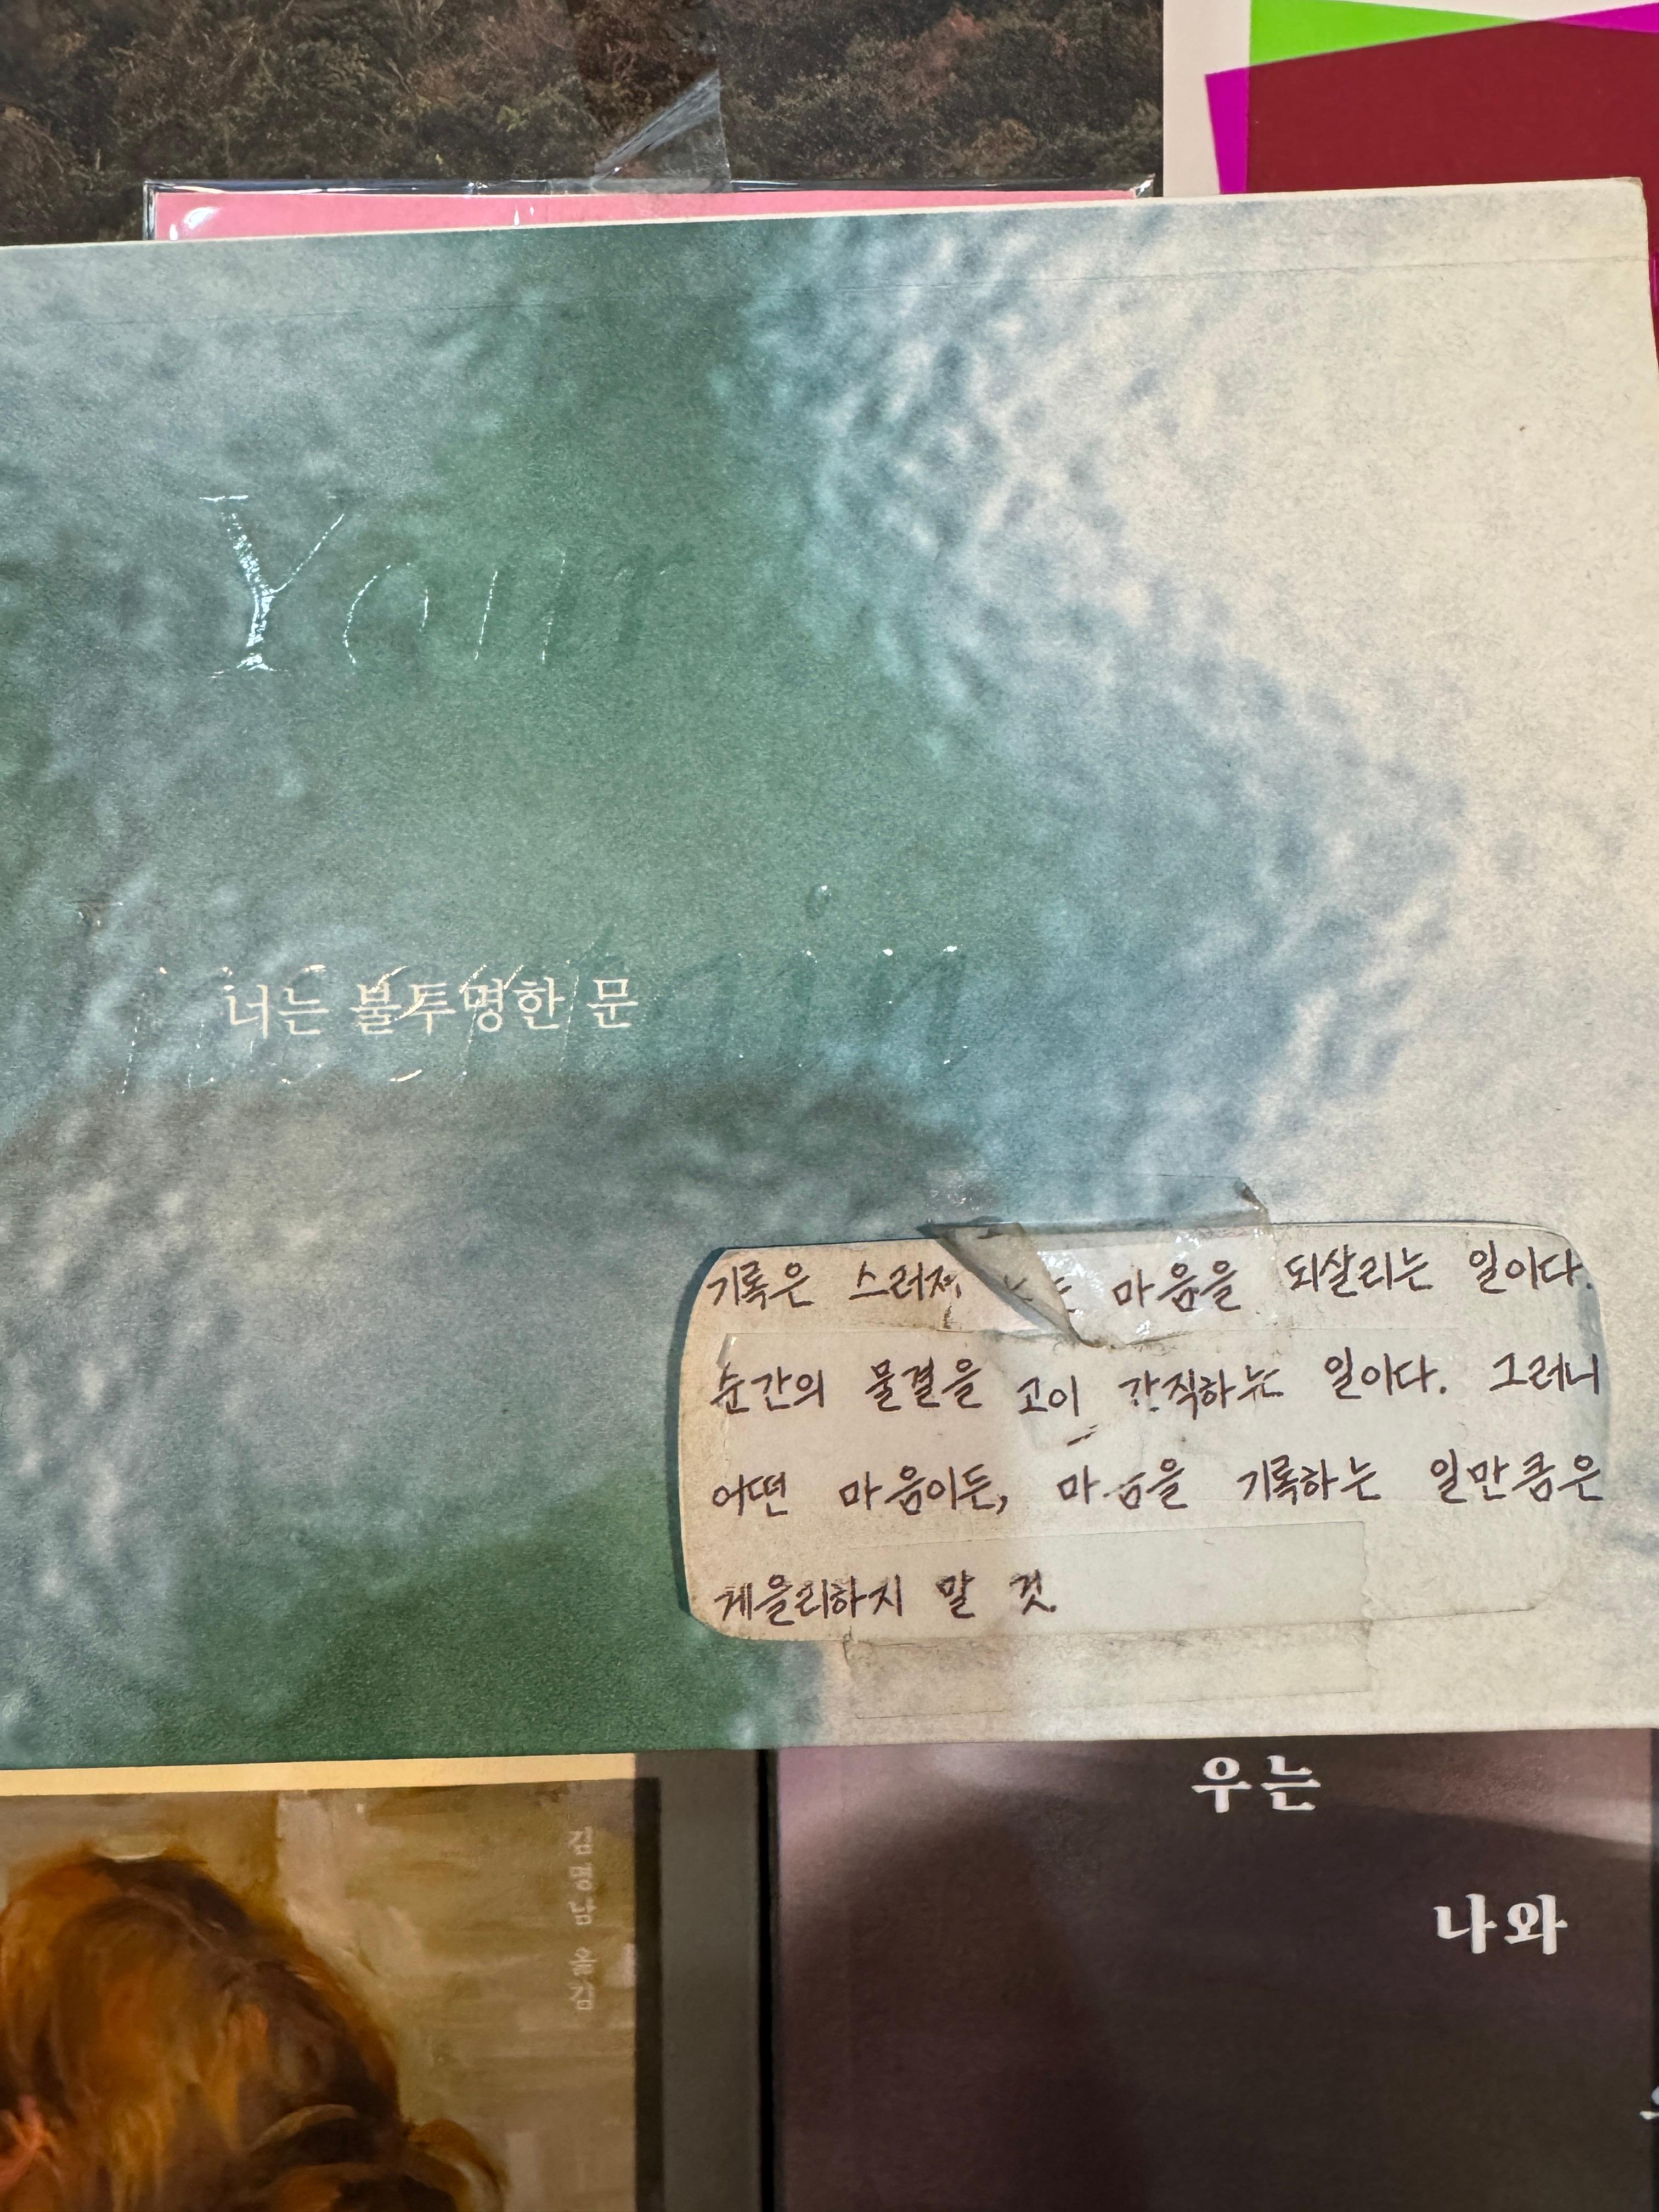 You
너는 불투명한 문
기록은 스러져 마음을 되살리는 일이다.
순간의 물결을 고이 간직하는 일이다. 그러니
어떤 마음이든, 마음을 기록하는 일만큼은
게을리하지 말 것.
우는
나와
김명남 옮김